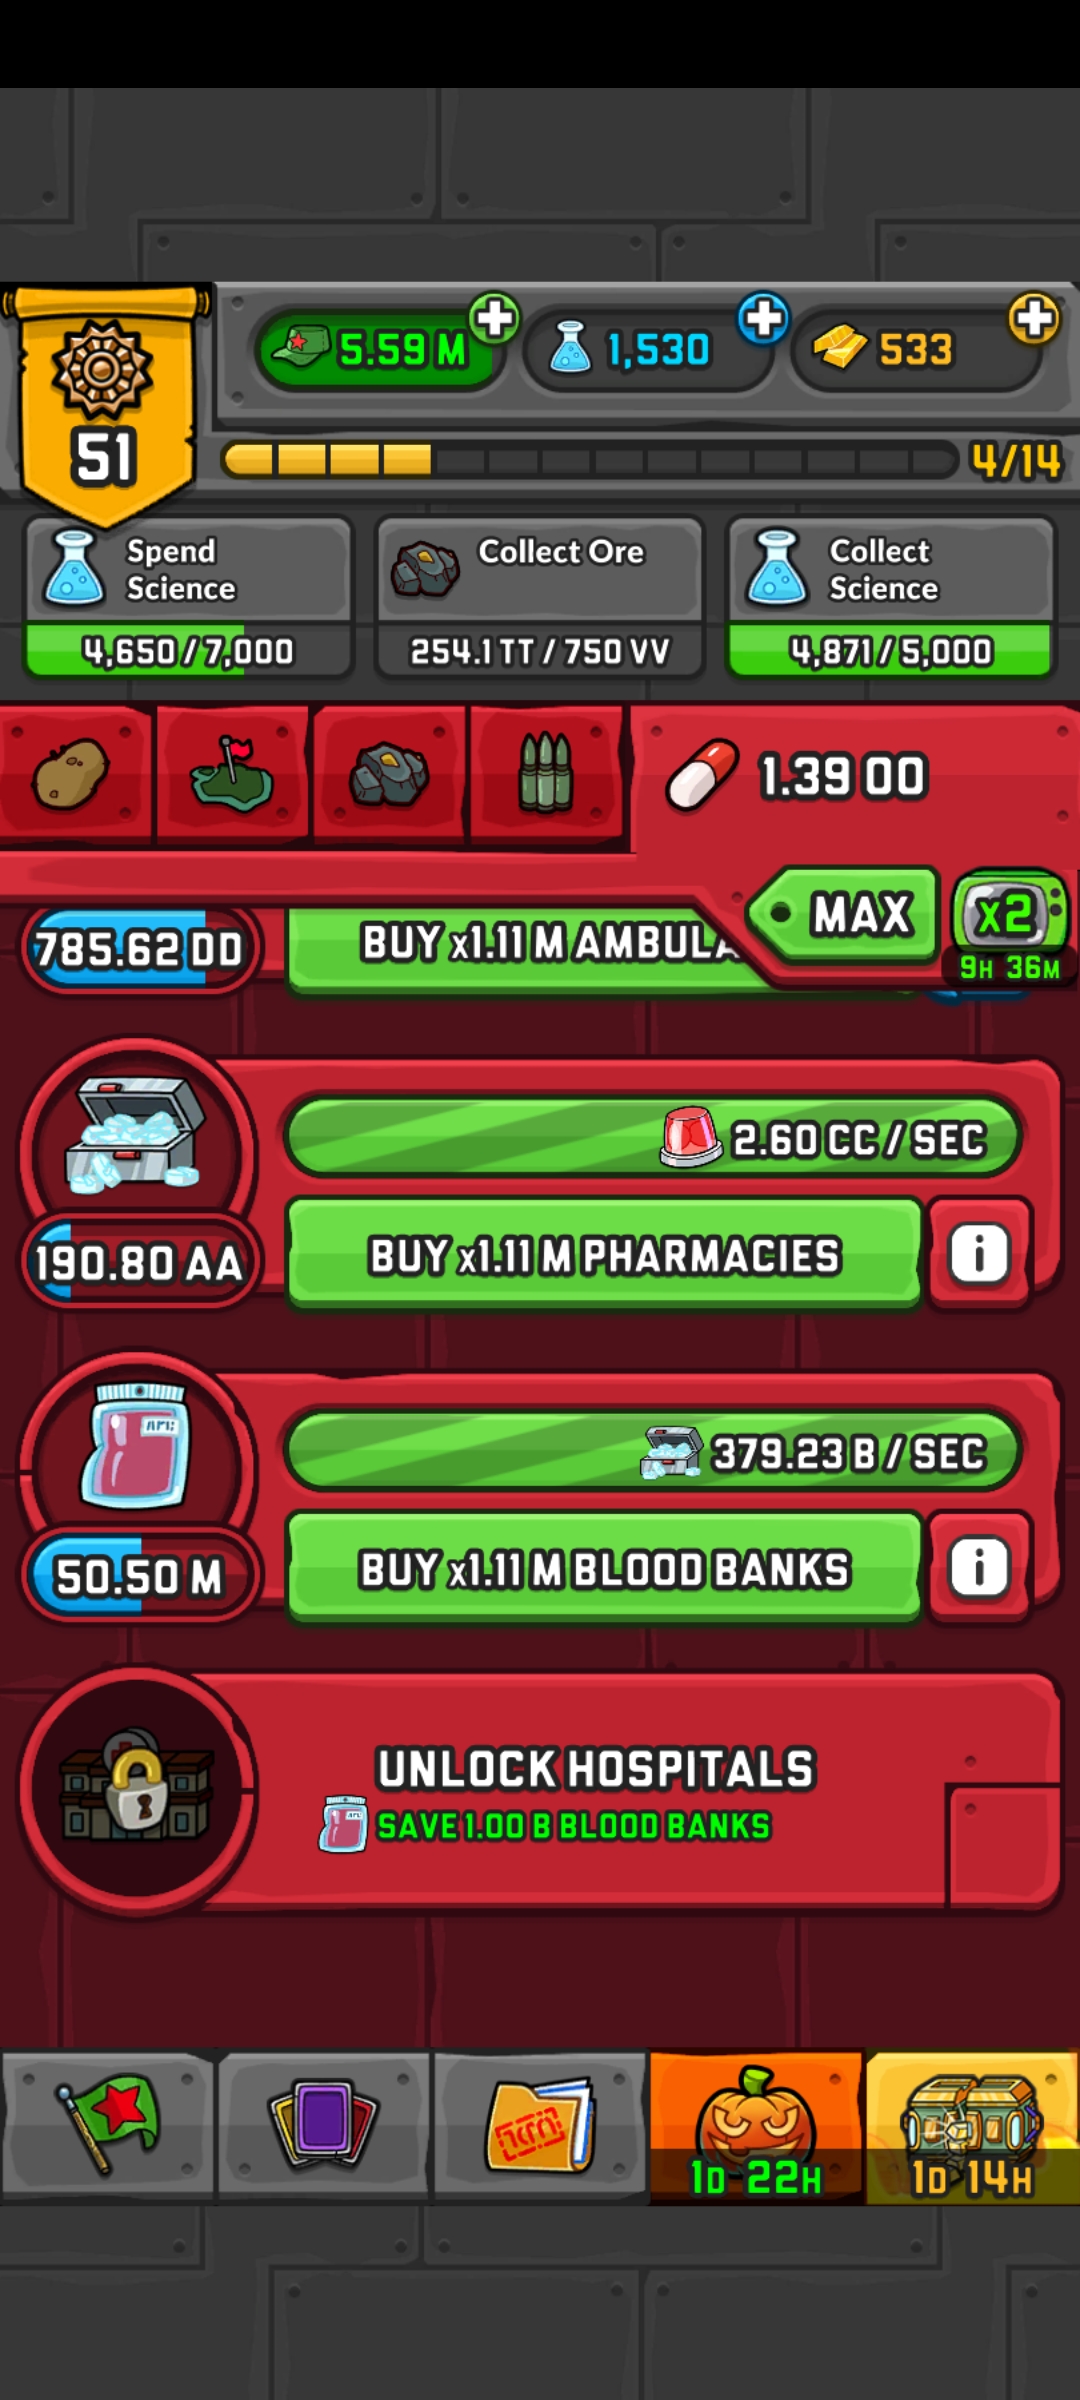 5.59 M
1,530
533
51
4/14
Spend
Science
4,650/7,000
Collect Ore
254.1 TT / 750 VV
Collect
Science
4,871/5,000
1.39 OO
MAX
x2
9H 36M
785.62 DD
BUY x1.11 M AMBULA
2.60 CC / SEC
190.80 AA
BUY x1.11 M PHARMACIES
i
379.23 B / SEC
50.50 M
BUY x1.11 M BLOOD BANKS
i
UNLOCK HOSPITALS
SAVE 1.00 B BLOOD BANKS
1D 22H
1D 14H